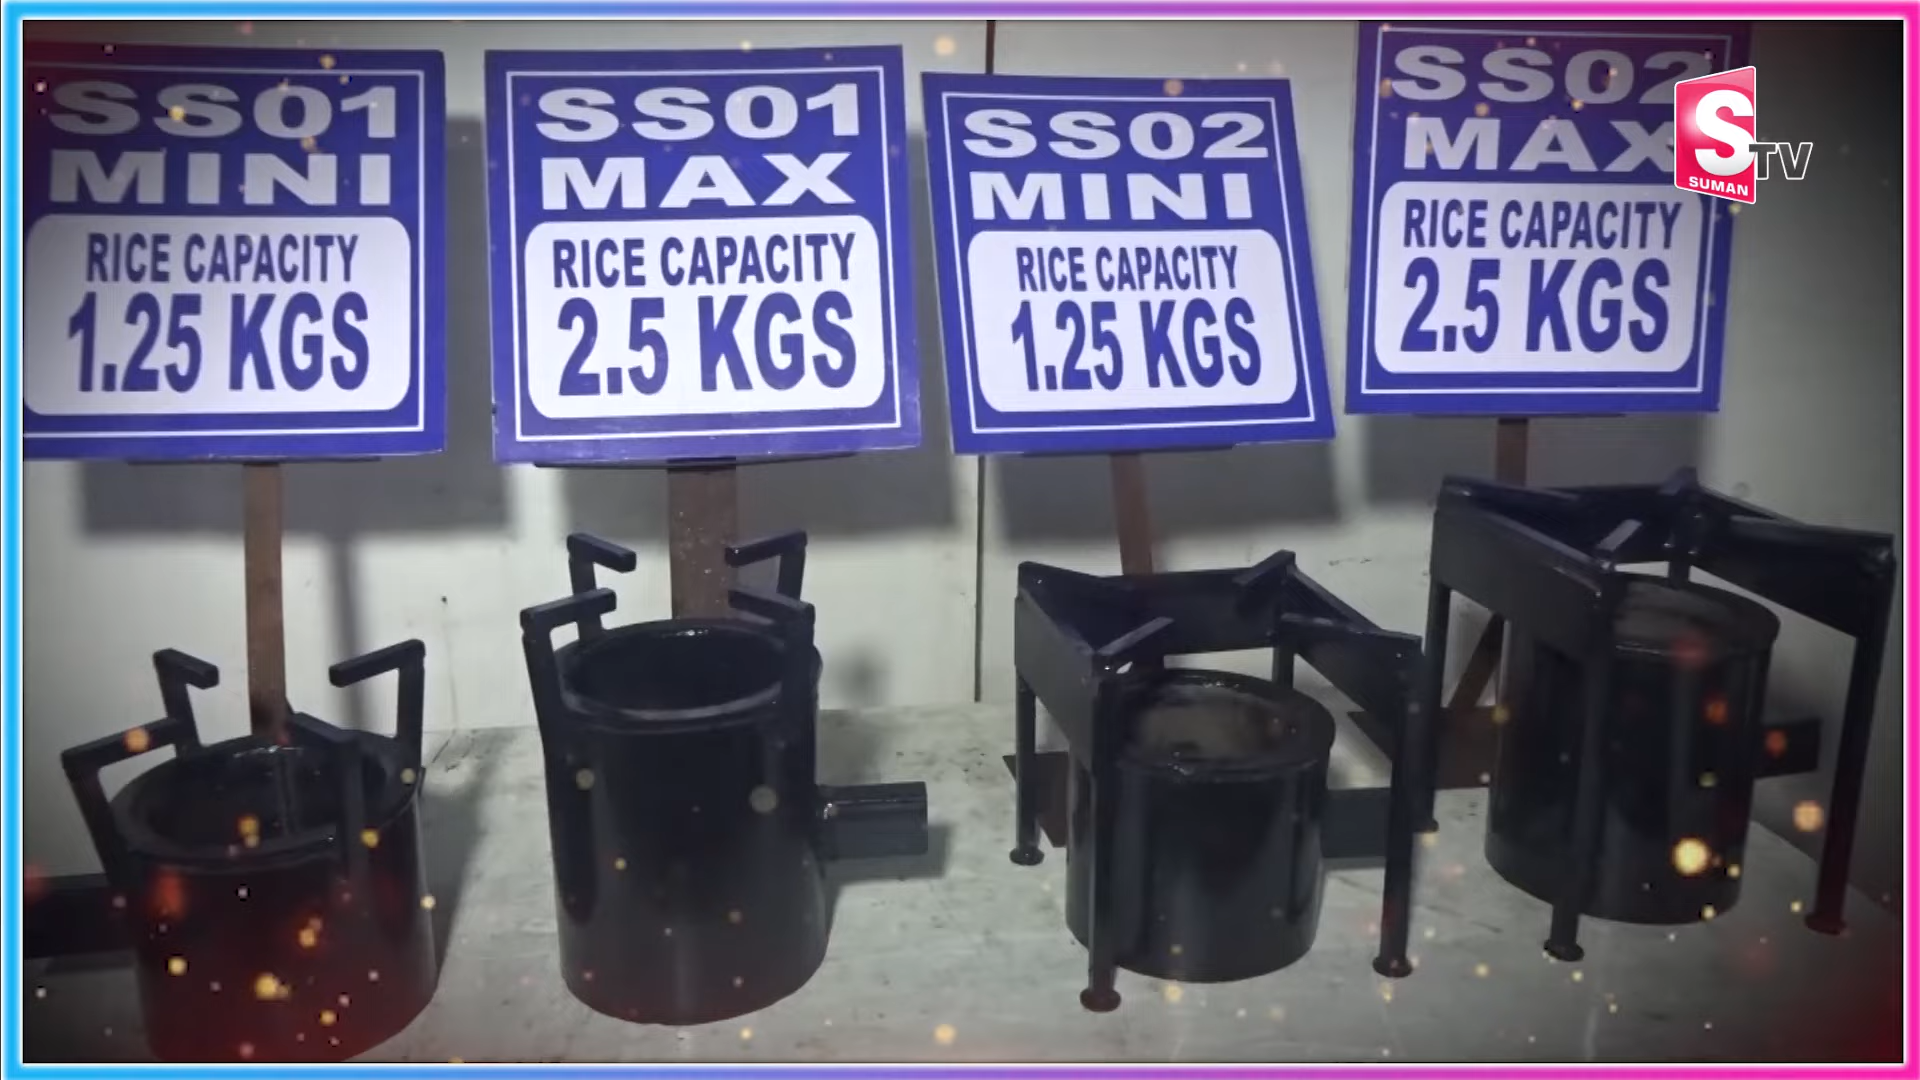 SS01
MINI
RICE CAPACITY
1.25 KGS
SS01
MAX
RICE CAPACITY
2.5 KGS
SS02
MINI
RICE CAPACITY
1.25 KGS
SS02
MAX
RICE CAPACITY
2.5 KGS
S TV
SUMAN